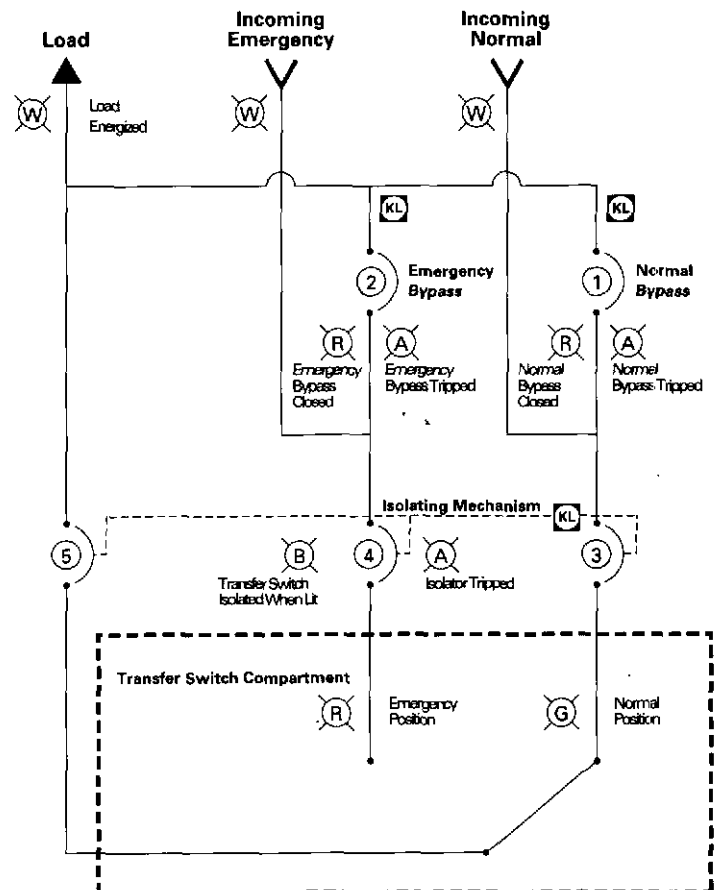 Load
Incoming
Emergency
Incoming
Normal
W
Load
Energized
W
W
KL
KL
2
Emergency
Bypass
1
Normal
Bypass
R
A
Emergency
Bypass
Closed
Emergency
Bypass Tripped
R
A
Normal
Bypass
Closed
Normal
Bypass Tripped
Isolating Mechanism
KL
5
B
4
A
3
Transfer Switch
Isolated When Lit
Isolator Tripped
Transfer Switch Compartment
R
Emergency
Position
G
Normal
Position